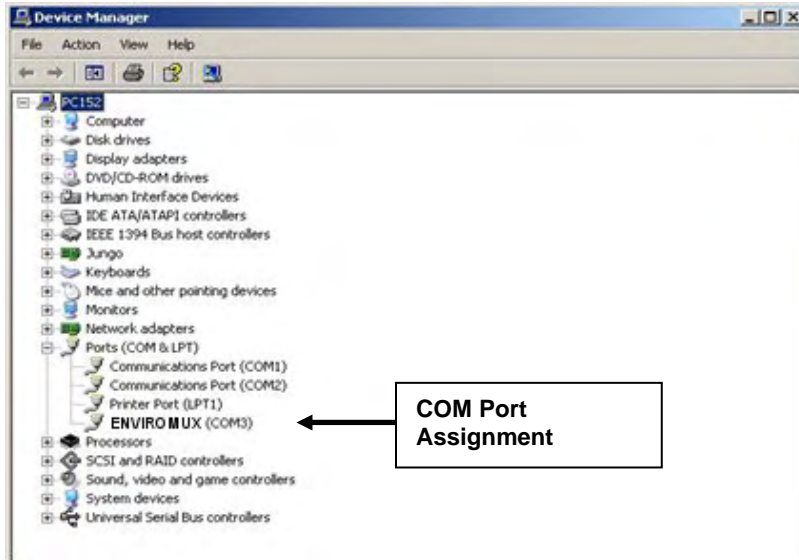 Device Manager
File Action View Help
PC152
Computer
Disk drives
Display adapters
DVD/CD-ROM drives
Human Interface Devices
IDE ATA/ATAPI controllers
IEEE 1394 Bus host controllers
Jungo
Keyboards
Mice and other pointing devices
Monitors
Network adapters
Ports (COM & LPT)
Communications Port (COM1)
Communications Port (COM2)
Printer Port (LPT1)
ENVIROMUX (COM3)
COM Port
Assignment
Processors
SCSI and RAID controllers
Sound, video and game controllers
System devices
Universal Serial Bus controllers